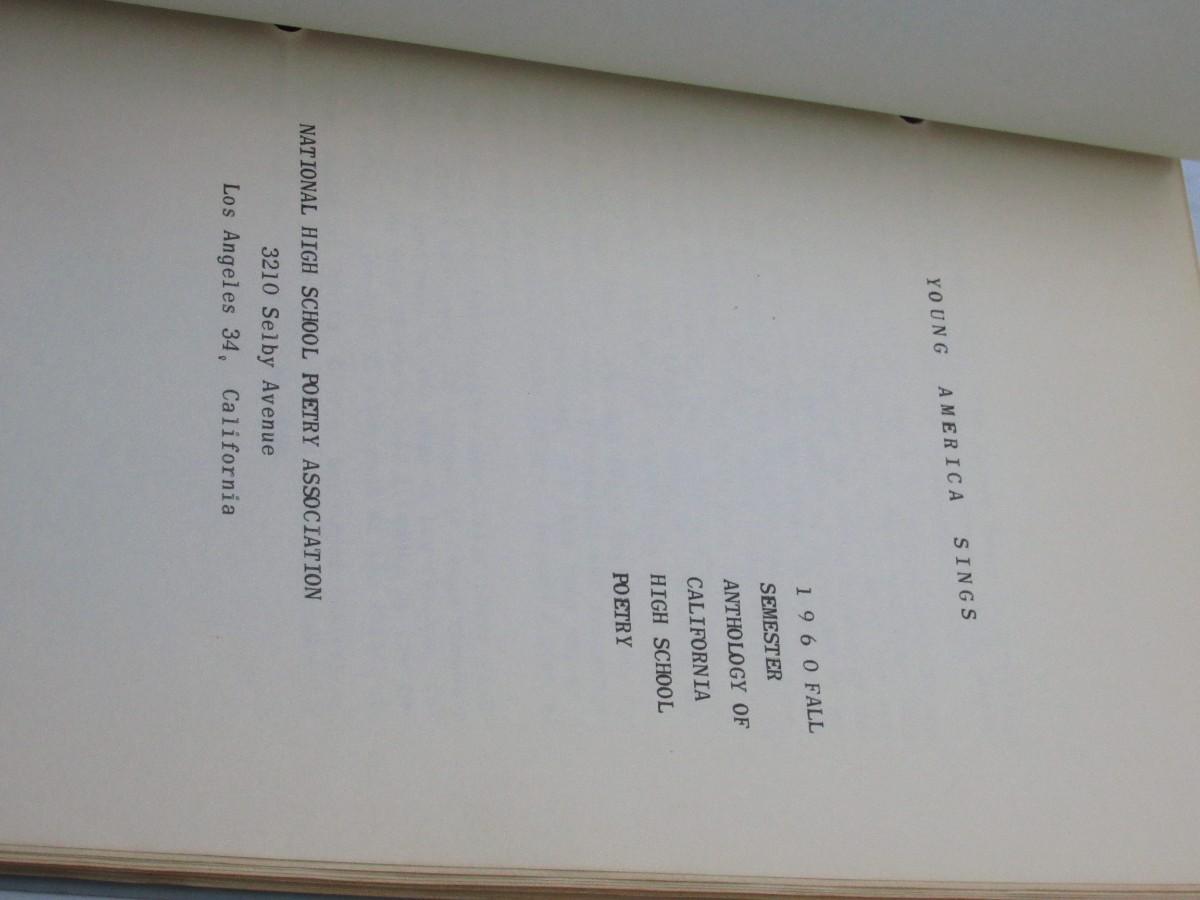 YOUNG AMERICA SINGS
1 9 6 0 FALL
SEMESTER
ANTHOLOGY OF
CALIFORNIA
HIGH SCHOOL
POETRY
NATIONAL HIGH SCHOOL POETRY ASSOCIATION
3210 Selby Avenue
Los Angeles 34, California